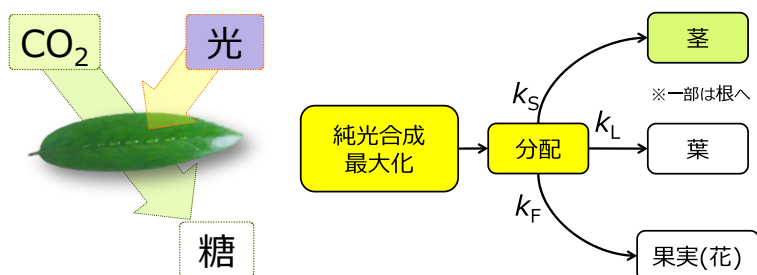 CO₂
光
糖
純光合成
最大化
分配
kS
kL
kF
茎
※一部は根へ
葉
果実(花)